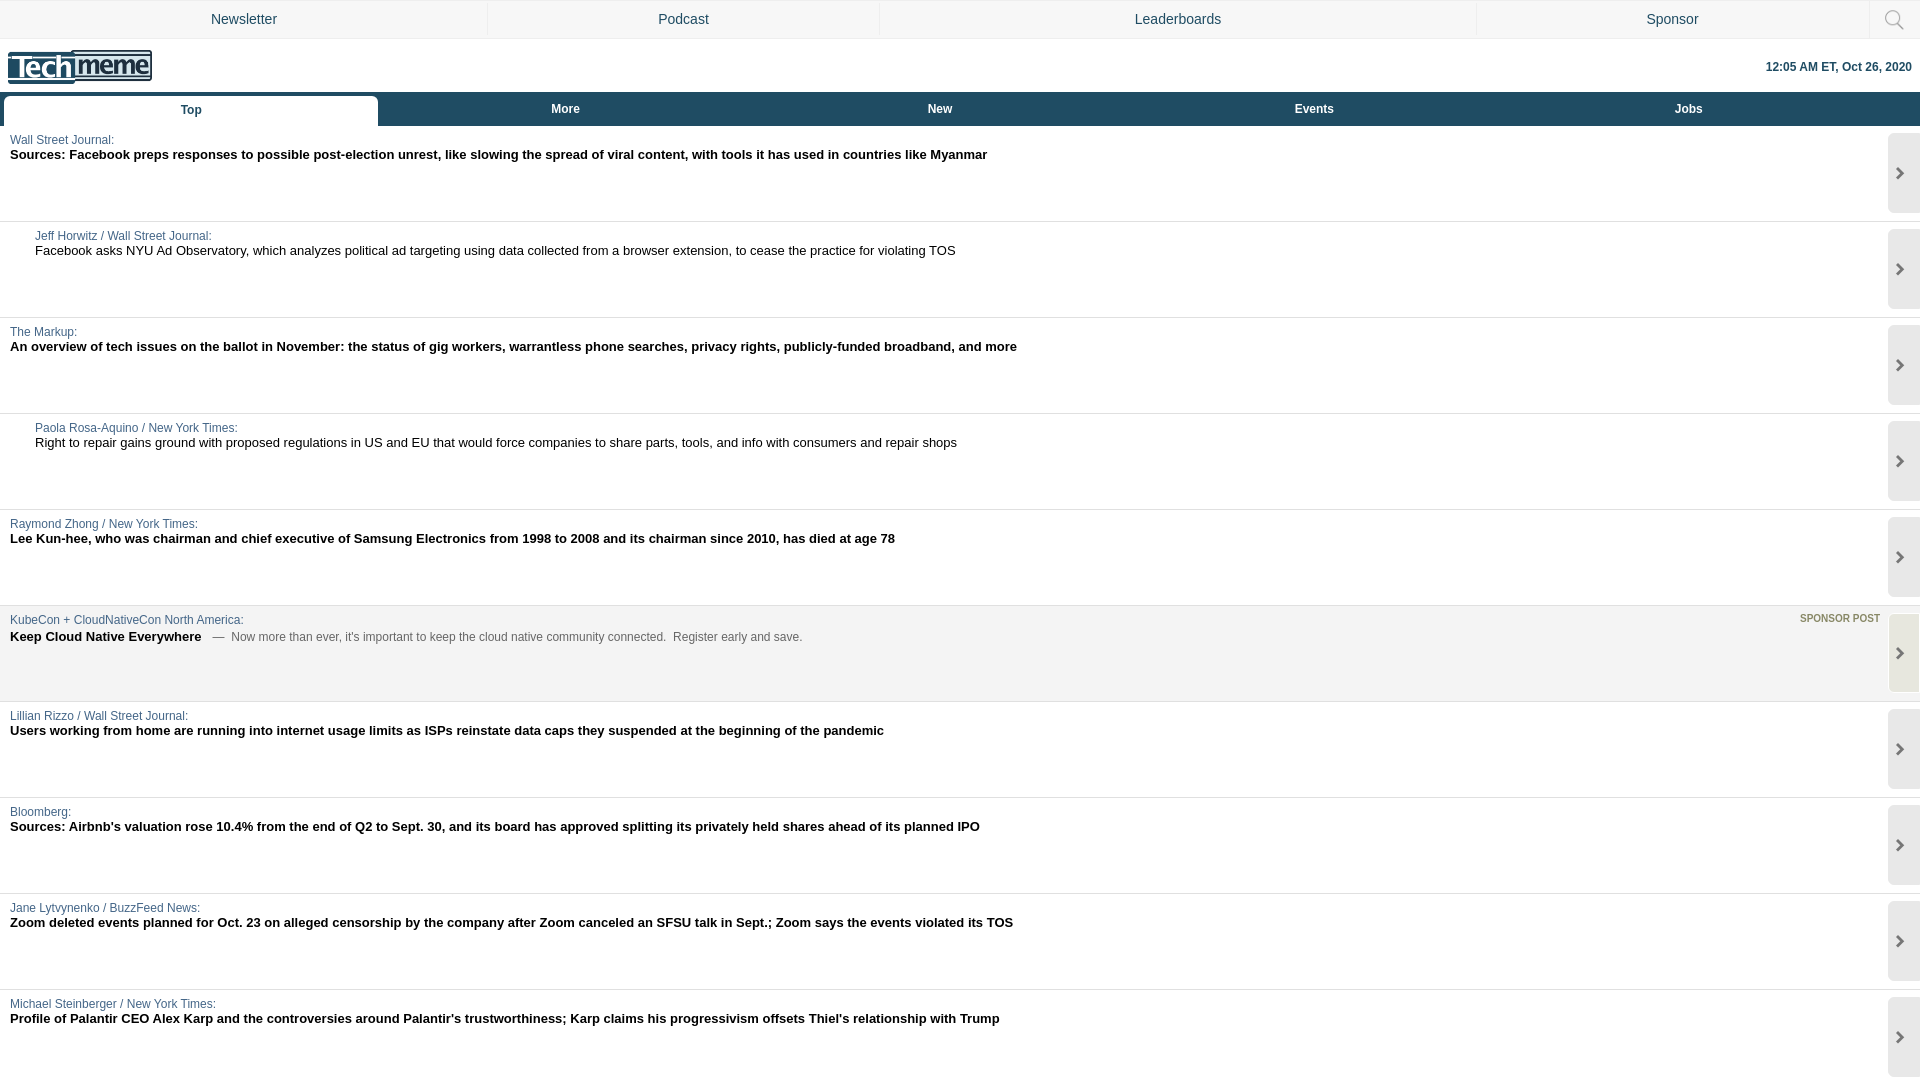 Newsletter Podcast Leaderboards Sponsor
Techmeme
12:05 AM ET, Oct 26, 2020
Top More New Events Jobs
Wall Street Journal:
Sources: Facebook preps responses to possible post-election unrest, like slowing the spread of viral content, with tools it has used in countries like Myanmar
Jeff Horwitz / Wall Street Journal:
Facebook asks NYU Ad Observatory, which analyzes political ad targeting using data collected from a browser extension, to cease the practice for violating TOS
The Markup:
An overview of tech issues on the ballot in November: the status of gig workers, warrantless phone searches, privacy rights, publicly-funded broadband, and more
Paola Rosa-Aquino / New York Times:
Right to repair gains ground with proposed regulations in US and EU that would force companies to share parts, tools, and info with consumers and repair shops
Raymond Zhong / New York Times:
Lee Kun-hee, who was chairman and chief executive of Samsung Electronics from 1998 to 2008 and its chairman since 2010, has died at age 78
KubeCon + CloudNativeCon North America:
SPONSOR POST
Keep Cloud Native Everywhere — Now more than ever, it's important to keep the cloud native community connected. Register early and save.
Lillian Rizzo / Wall Street Journal:
Users working from home are running into internet usage limits as ISPs reinstate data caps they suspended at the beginning of the pandemic
Bloomberg:
Sources: Airbnb's valuation rose 10.4% from the end of Q2 to Sept. 30, and its board has approved splitting its privately held shares ahead of its planned IPO
Jane Lytvynenko / BuzzFeed News:
Zoom deleted events planned for Oct. 23 on alleged censorship by the company after Zoom canceled an SFSU talk in Sept.; Zoom says the events violated its TOS
Michael Steinberger / New York Times:
Profile of Palantir CEO Alex Karp and the controversies around Palantir's trustworthiness; Karp claims his progressivism offsets Thiel's relationship with Trump